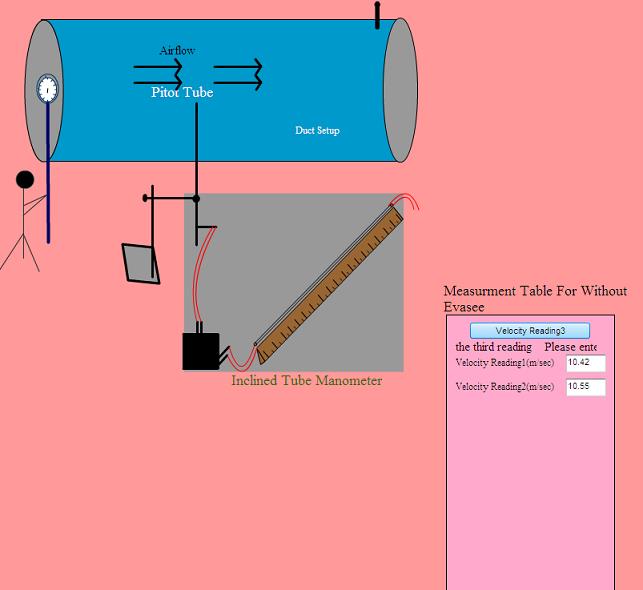 Airflow
Pitot Tube
Duct Setup
Inclined Tube Manometer
Measurment Table For Without
Evasee
Velocity Reading3
the third reading Please ente
Velocity Reading1(m/sec) 10.42
Velocity Reading2(m/sec) 10.55